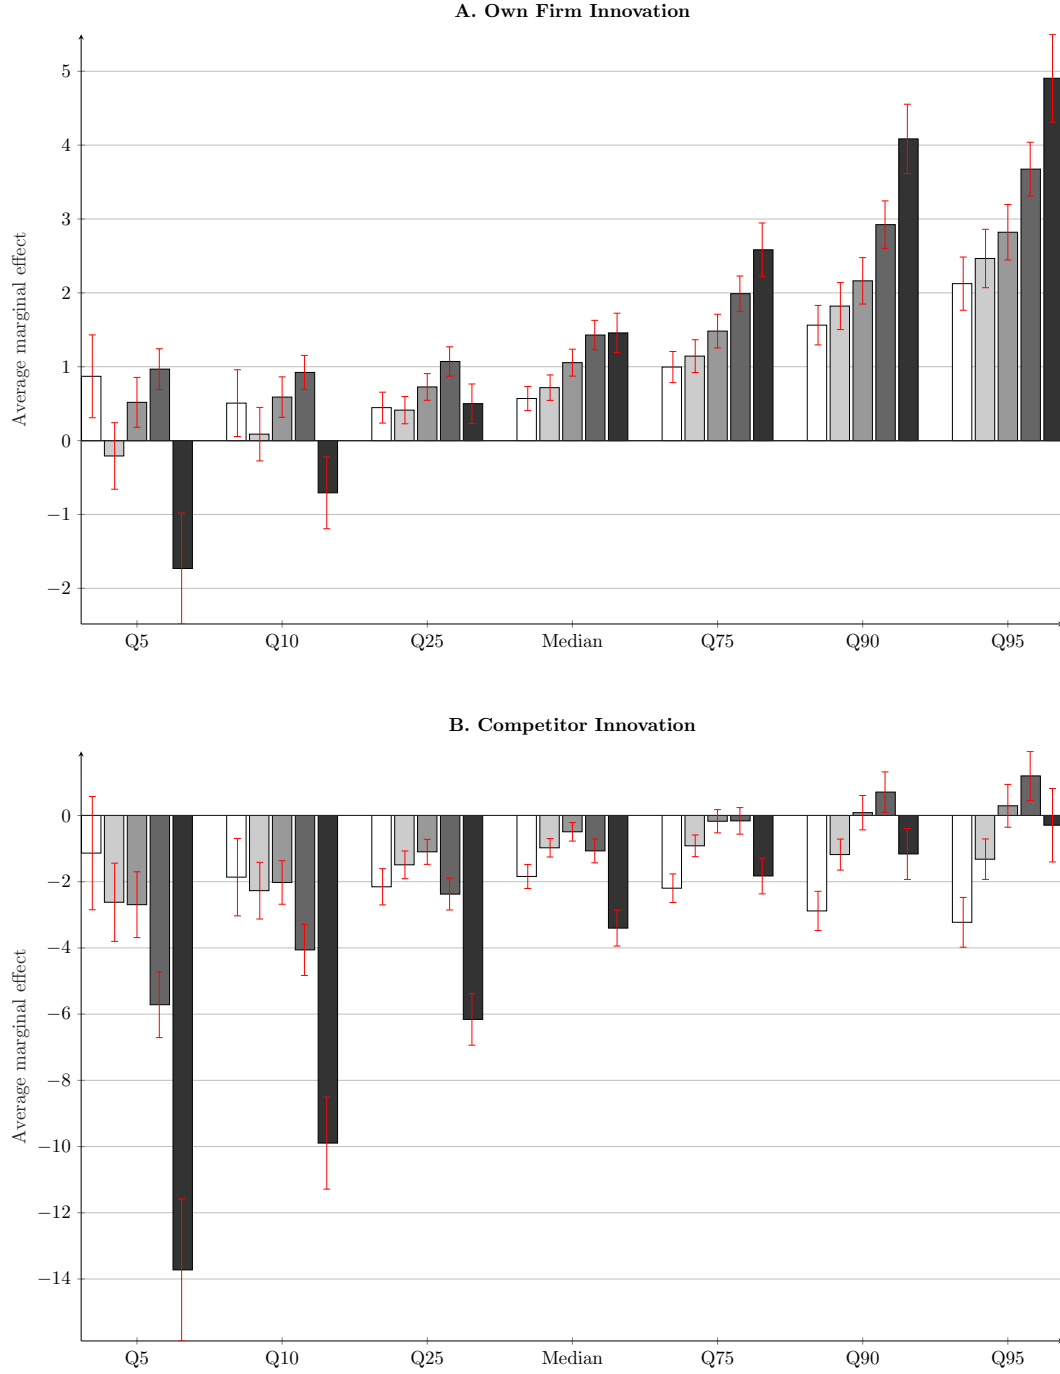 A. Own Firm Innovation
Average marginal effect
5
4
3
2
1
0
−1
−2
Q5 Q10 Q25 Median Q75 Q90 Q95
B. Competitor Innovation
Average marginal effect
0
−2
−4
−6
−8
−10
−12
−14
Q5 Q10 Q25 Median Q75 Q90 Q95